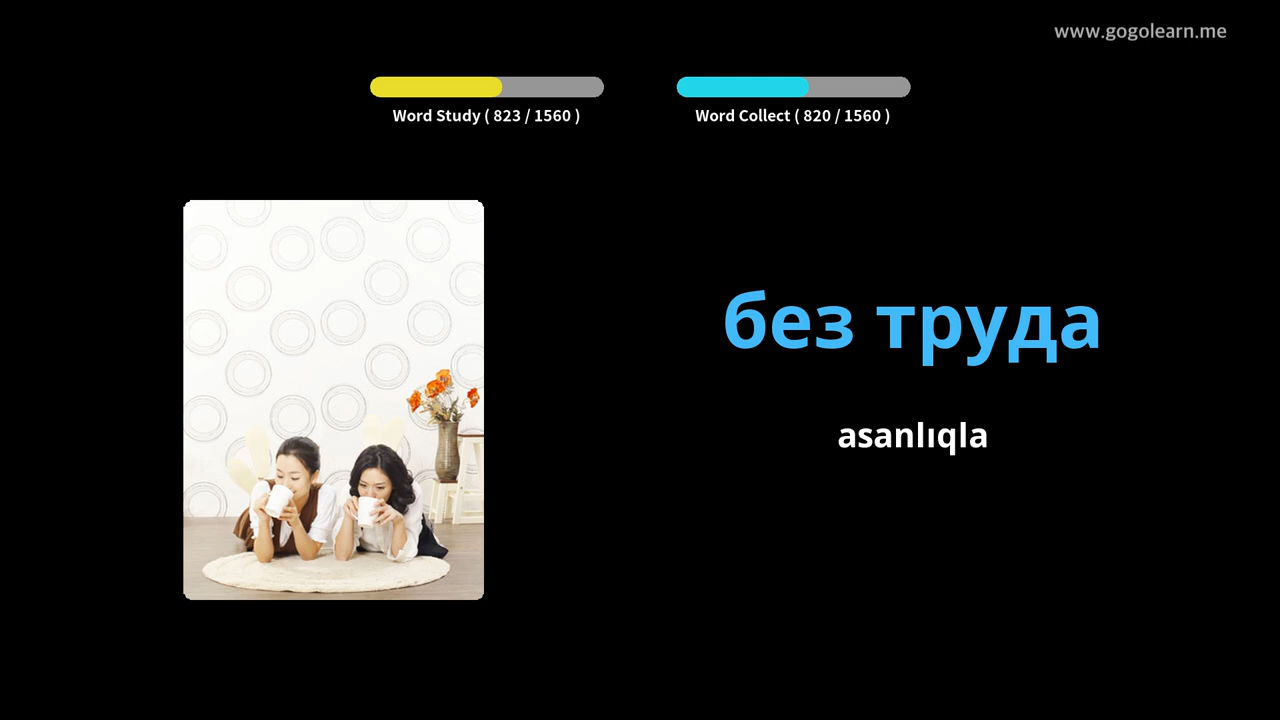 www.gogolearn.me
Word Study ( 823 / 1560 )
Word Collect ( 820 / 1560 )
без труда
asanlıqla